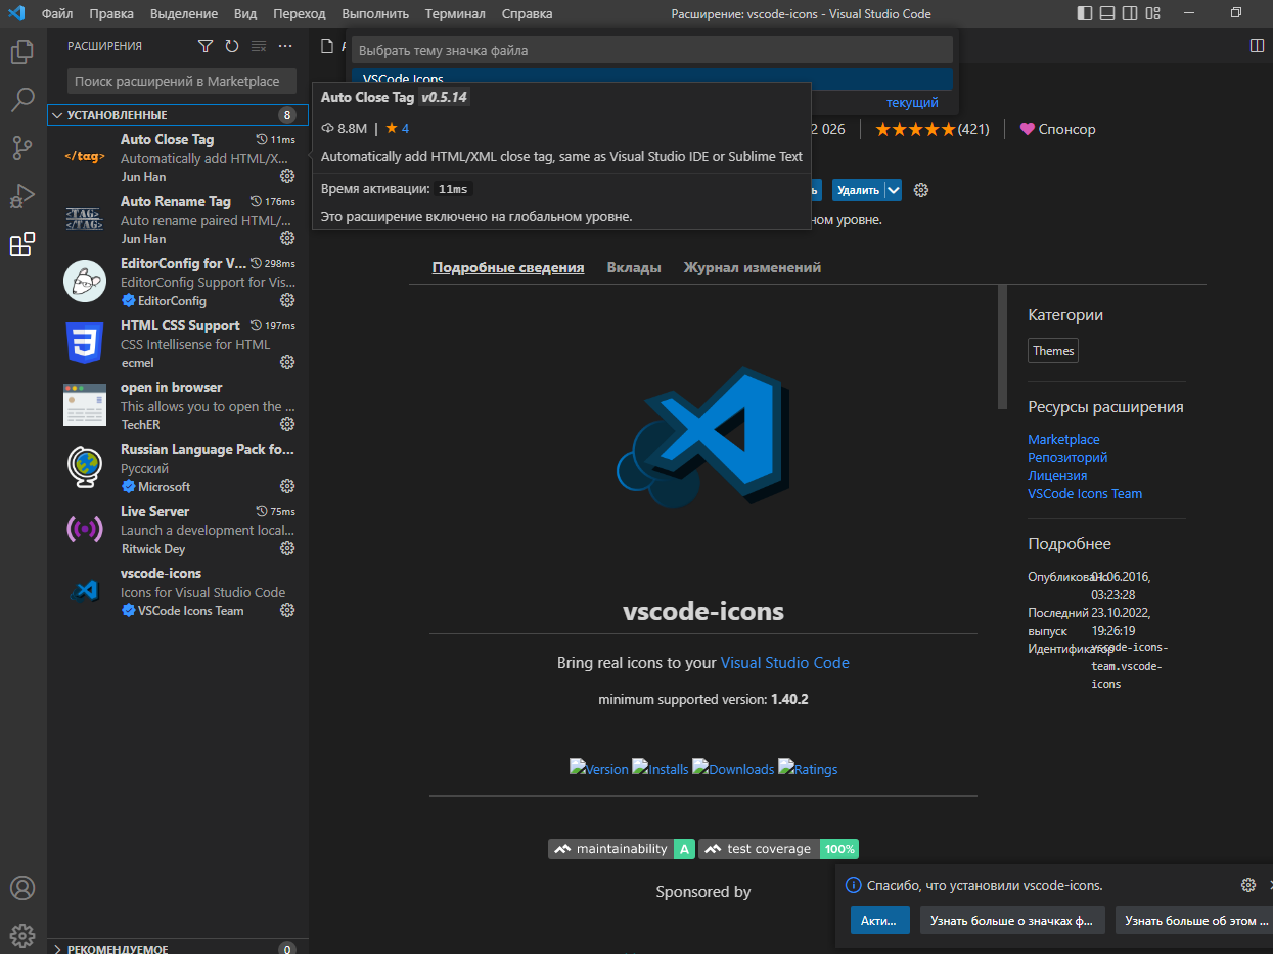 Файл Правка Выделение Вид Переход Выполнить Терминал Справка
Расширение: vscode-icons - Visual Studio Code
РАСШИРЕНИЯ
Поиск расширений в Marketplace
УСТАНОВЛЕННЫЕ 8
Auto Close Tag 11ms
Automatically add HTML/X...
Jun Han
Auto Rename Tag 176ms
Auto rename paired HTML/...
Jun Han
EditorConfig for V... 298ms
EditorConfig Support for Vis...
EditorConfig
HTML CSS Support 197ms
CSS Intellisense for HTML
ecmel
open in browser
This allows you to open the ...
TechER
Russian Language Pack fo...
Русский
Microsoft
Live Server 75ms
Launch a development local...
Ritwick Dey
vscode-icons
Icons for Visual Studio Code
VSCode Icons Team
РЕКОМЕНДУЕМОЕ 0
</tag>
<TAG>
</TAG>
Выбрать тему значка файла
VSCode Icons
текущий
Auto Close Tag v0.5.14
8.8M | ★ 4
Automatically add HTML/XML close tag, same as Visual Studio IDE or Sublime Text
Время активации: 11ms
Это расширение включено на глобальном уровне.
2 026 ★★★★★(421) Спонсор
Удалить
ном уровне.
Подробные сведения Вклады Журнал изменений
vscode-icons
Bring real icons to your Visual Studio Code
minimum supported version: 1.40.2
Version Installs Downloads Ratings
maintainability A test coverage 100%
Sponsored by
Категории
Themes
Ресурсы расширения
Marketplace
Репозиторий
Лицензия
VSCode Icons Team
Подробнее
Опубликовано 01.06.2016,
03:23:28
Последний 23.10.2022,
выпуск 19:26:19
Идентификатор vscode-icons-
team.vscode-
icons
Спасибо, что установили vscode-icons.
Акти... Узнать больше о значках ф... Узнать больше об этом ...